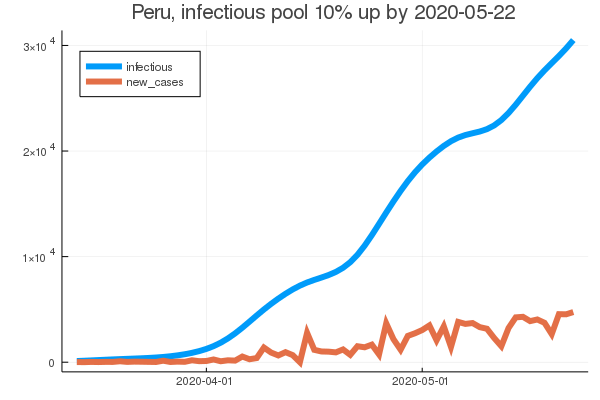 Peru, infectious pool 10% up by 2020-05-22
3×10⁴
infectious
new_cases
2×10⁴
1×10⁴
0
2020-04-01
2020-05-01